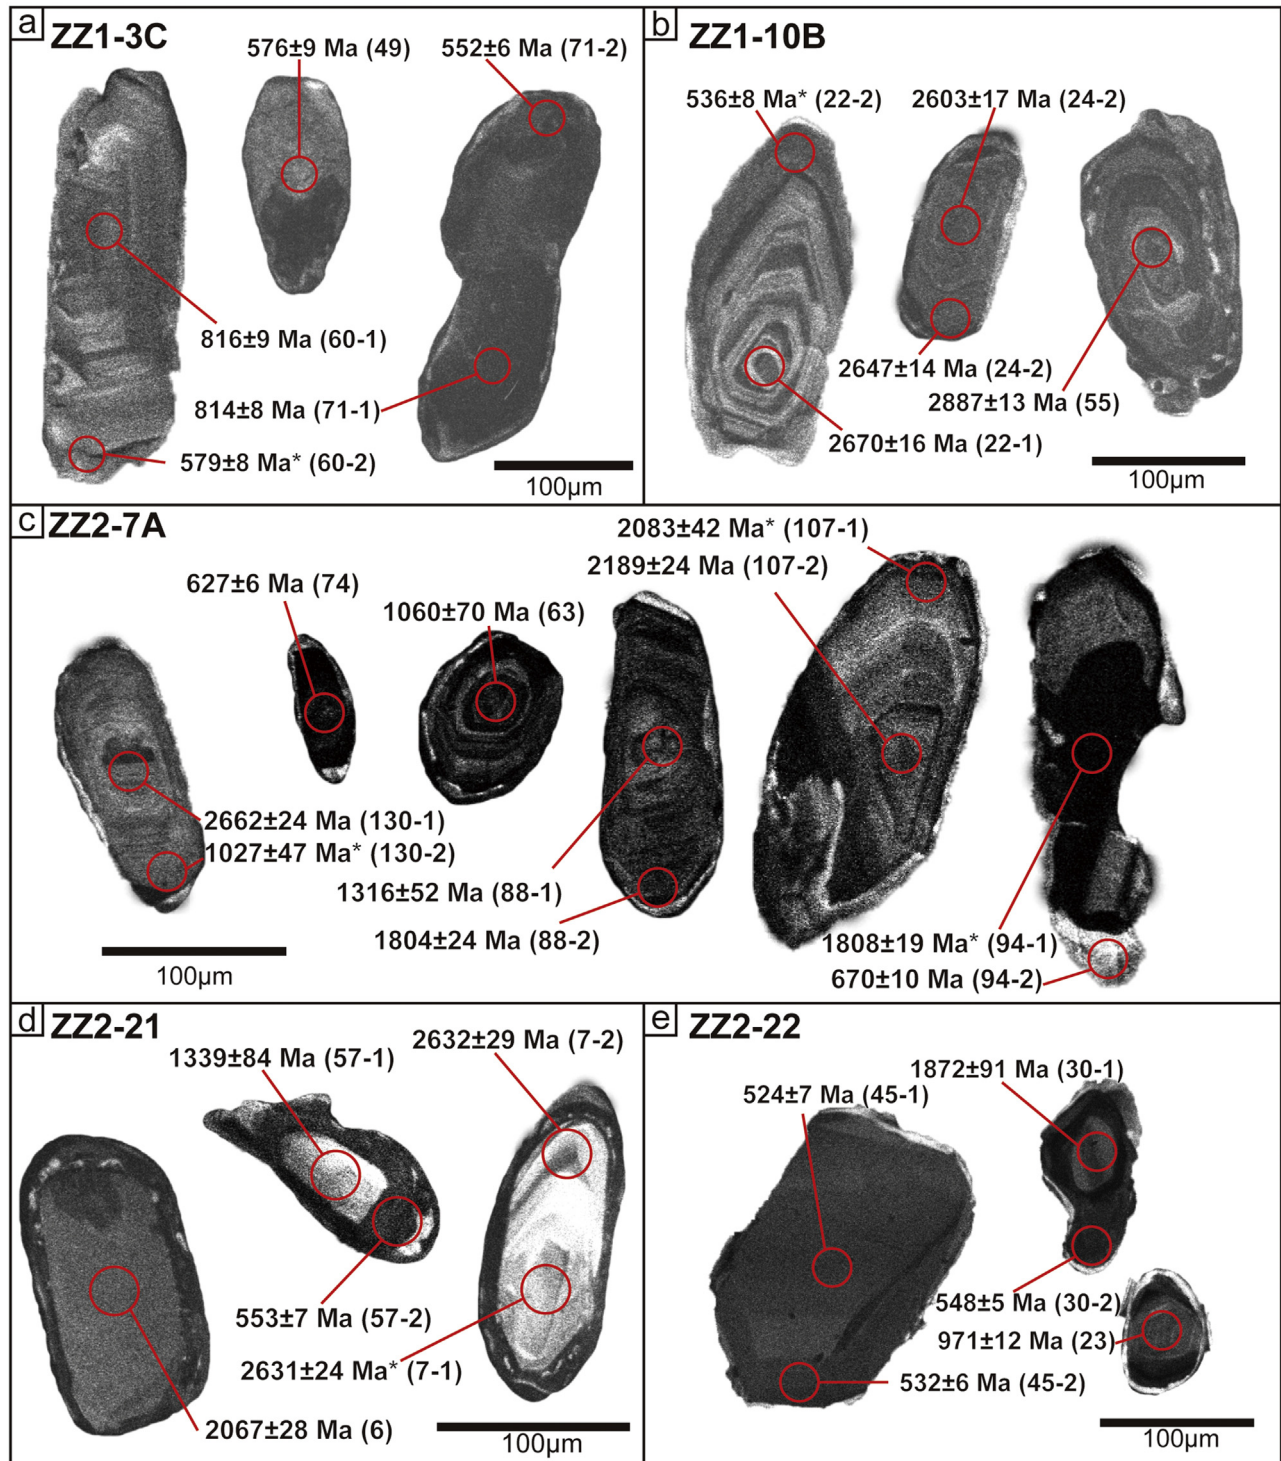 a ZZ1-3C
576±9 Ma (49)
552±6 Ma (71-2)
816±9 Ma (60-1)
814±8 Ma (71-1)
579±8 Ma* (60-2)
100µm
b ZZ1-10B
536±8 Ma* (22-2)
2603±17 Ma (24-2)
2647±14 Ma (24-2)
2887±13 Ma (55)
2670±16 Ma (22-1)
100µm
c ZZ2-7A
2083±42 Ma* (107-1)
2189±24 Ma (107-2)
627±6 Ma (74)
1060±70 Ma (63)
2662±24 Ma (130-1)
1027±47 Ma* (130-2)
1316±52 Ma (88-1)
1804±24 Ma (88-2)
1808±19 Ma* (94-1)
670±10 Ma (94-2)
100µm
d ZZ2-21
2632±29 Ma (7-2)
1339±84 Ma (57-1)
553±7 Ma (57-2)
2631±24 Ma* (7-1)
2067±28 Ma (6)
100µm
e ZZ2-22
1872±91 Ma (30-1)
524±7 Ma (45-1)
548±5 Ma (30-2)
971±12 Ma (23)
532±6 Ma (45-2)
100µm